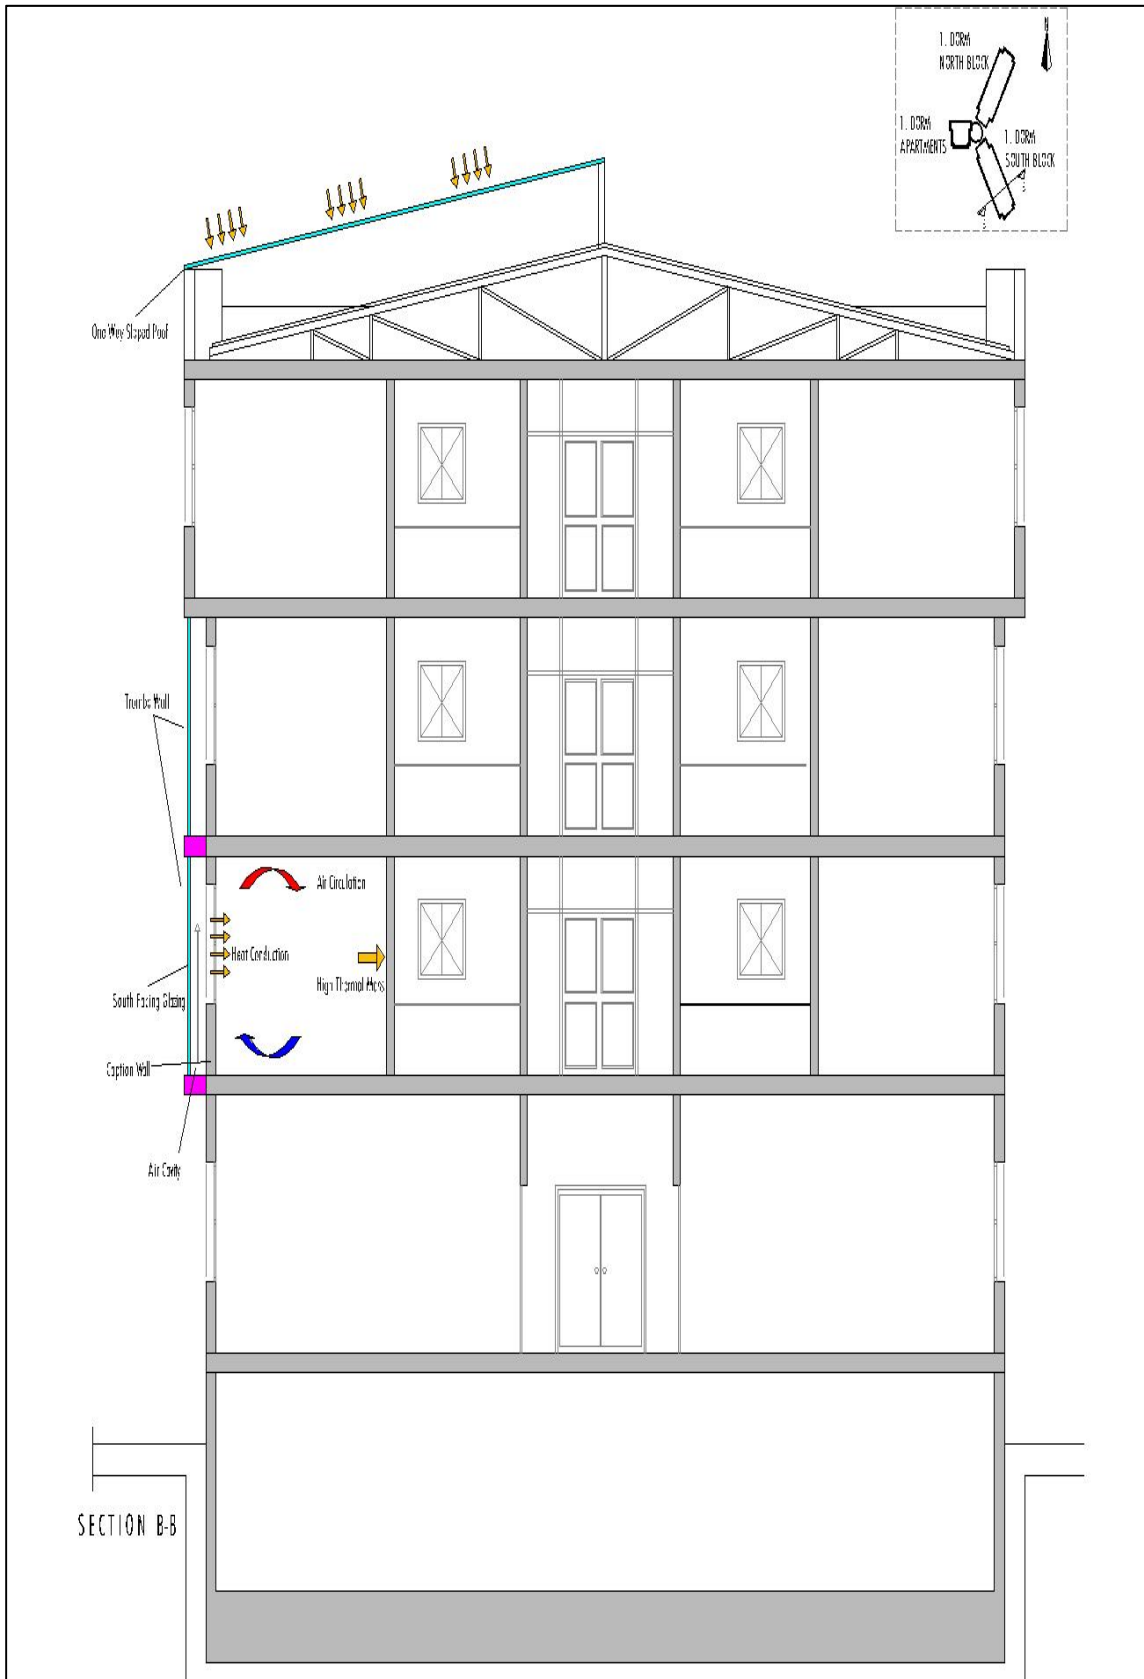 N
1. DORM
NORTH BLOCK
1. DORM
APARTMENTS
1. DORM
SOUTH BLOCK
One Way Sloped Roof
Trombe Wall
Air Circulation
Heat Conduction
High Thermal Mass
South Facing Glazing
Caption Wall
Air Cavity
SECTION B-B